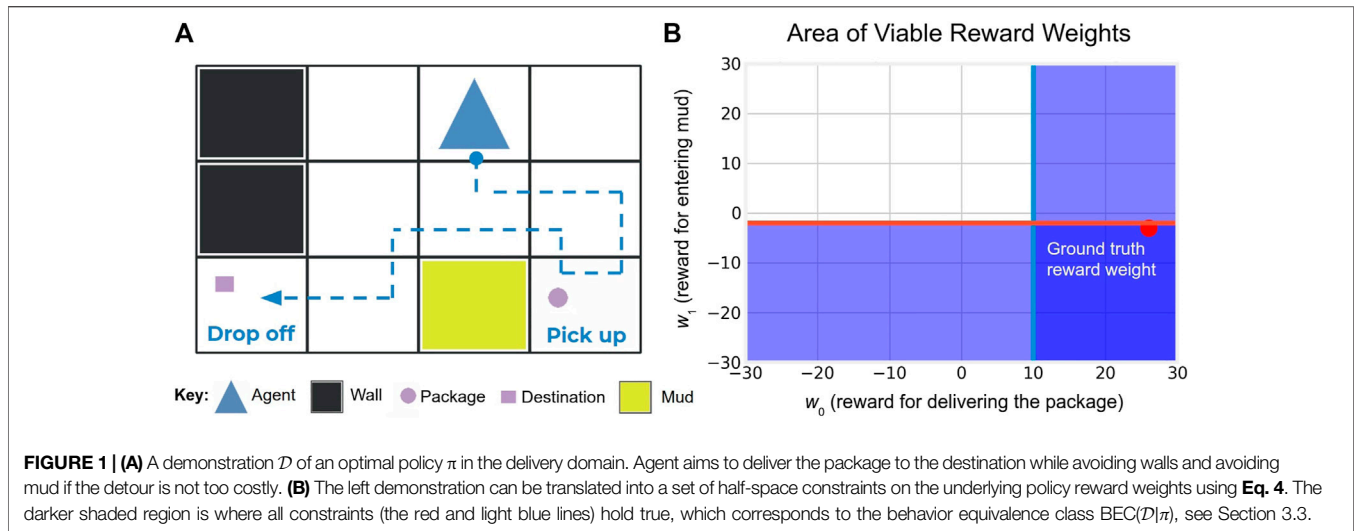 A
Drop off
Pick up
Key: Agent Wall Package Destination Mud
B
Area of Viable Reward Weights
30
20
10
0
−10
−20
−30
w1 (reward for entering mud)
Ground truth
reward weight
−30 −20 −10 0 10 20 30
w0 (reward for delivering the package)
FIGURE 1 | (A) A demonstration 𝒟 of an optimal policy π in the delivery domain. Agent aims to deliver the package to the destination while avoiding walls and avoiding
mud if the detour is not too costly. (B) The left demonstration can be translated into a set of half-space constraints on the underlying policy reward weights using Eq. 4. The
darker shaded region is where all constraints (the red and light blue lines) hold true, which corresponds to the behavior equivalence class BEC(𝒟|π), see Section 3.3.